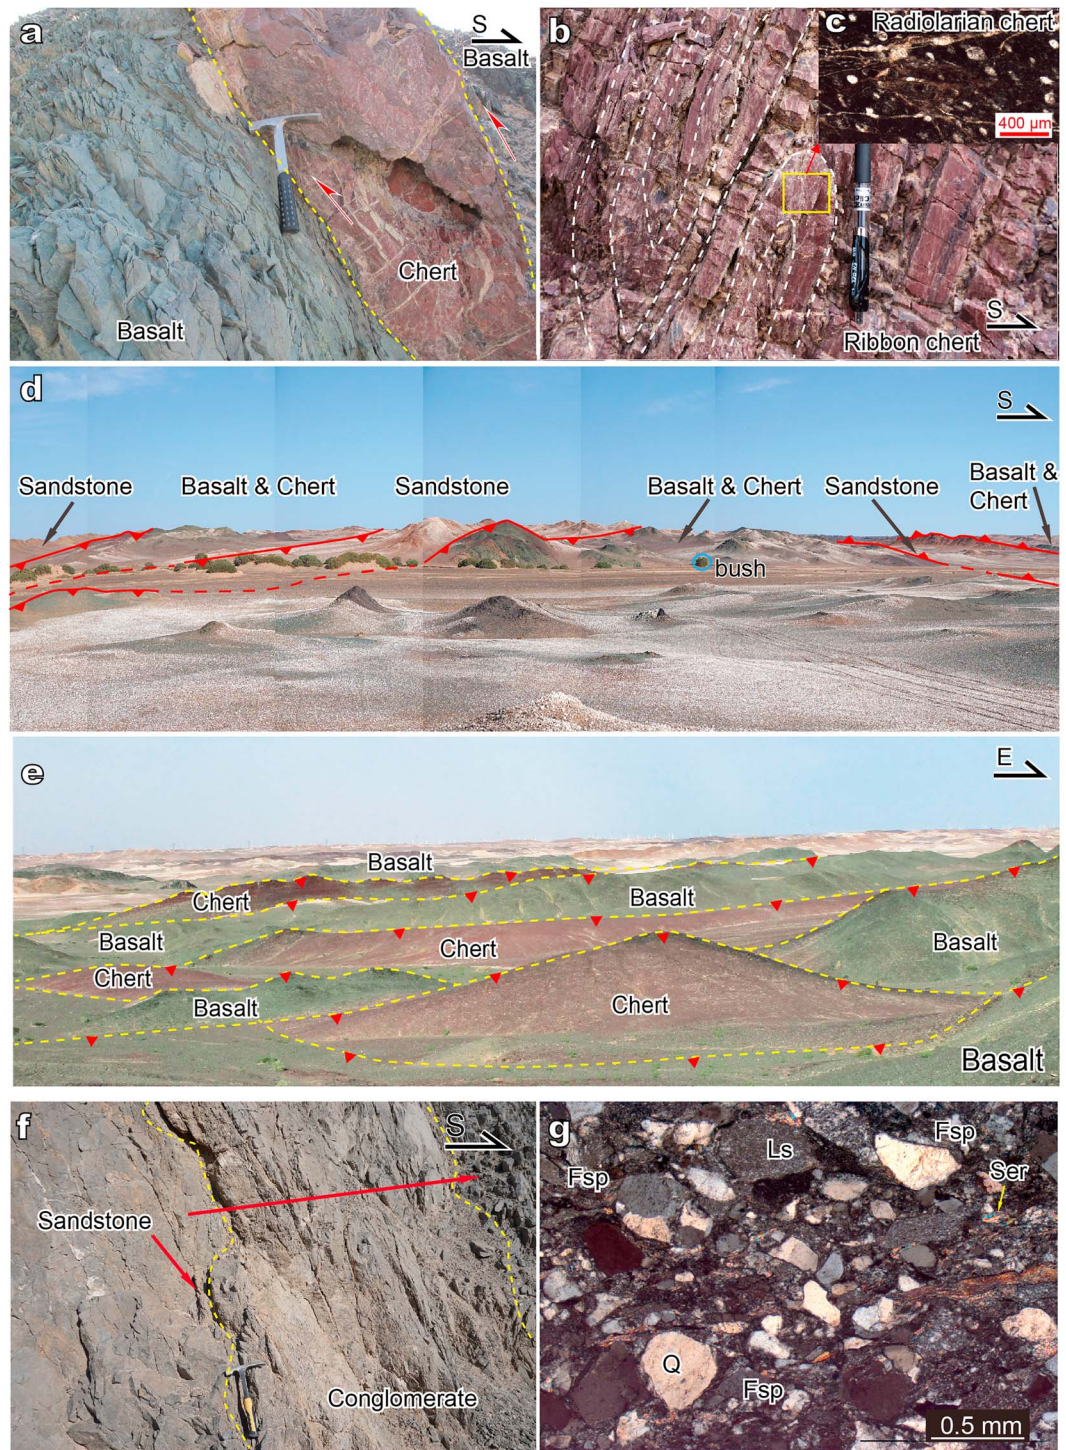 a
S
Basalt
Chert
Basalt
b
c
Radiolarian chert
400 µm
S
Ribbon chert
d
S
Sandstone
Basalt & Chert
Sandstone
Basalt & Chert
Sandstone
Basalt &
Chert
bush
e
E
Basalt
Chert
Basalt
Basalt
Chert
Basalt
Chert
Basalt
Chert
Basalt
f
S
Sandstone
Conglomerate
g
Ls
Fsp
Fsp
Ser
Q
Fsp
0.5 mm